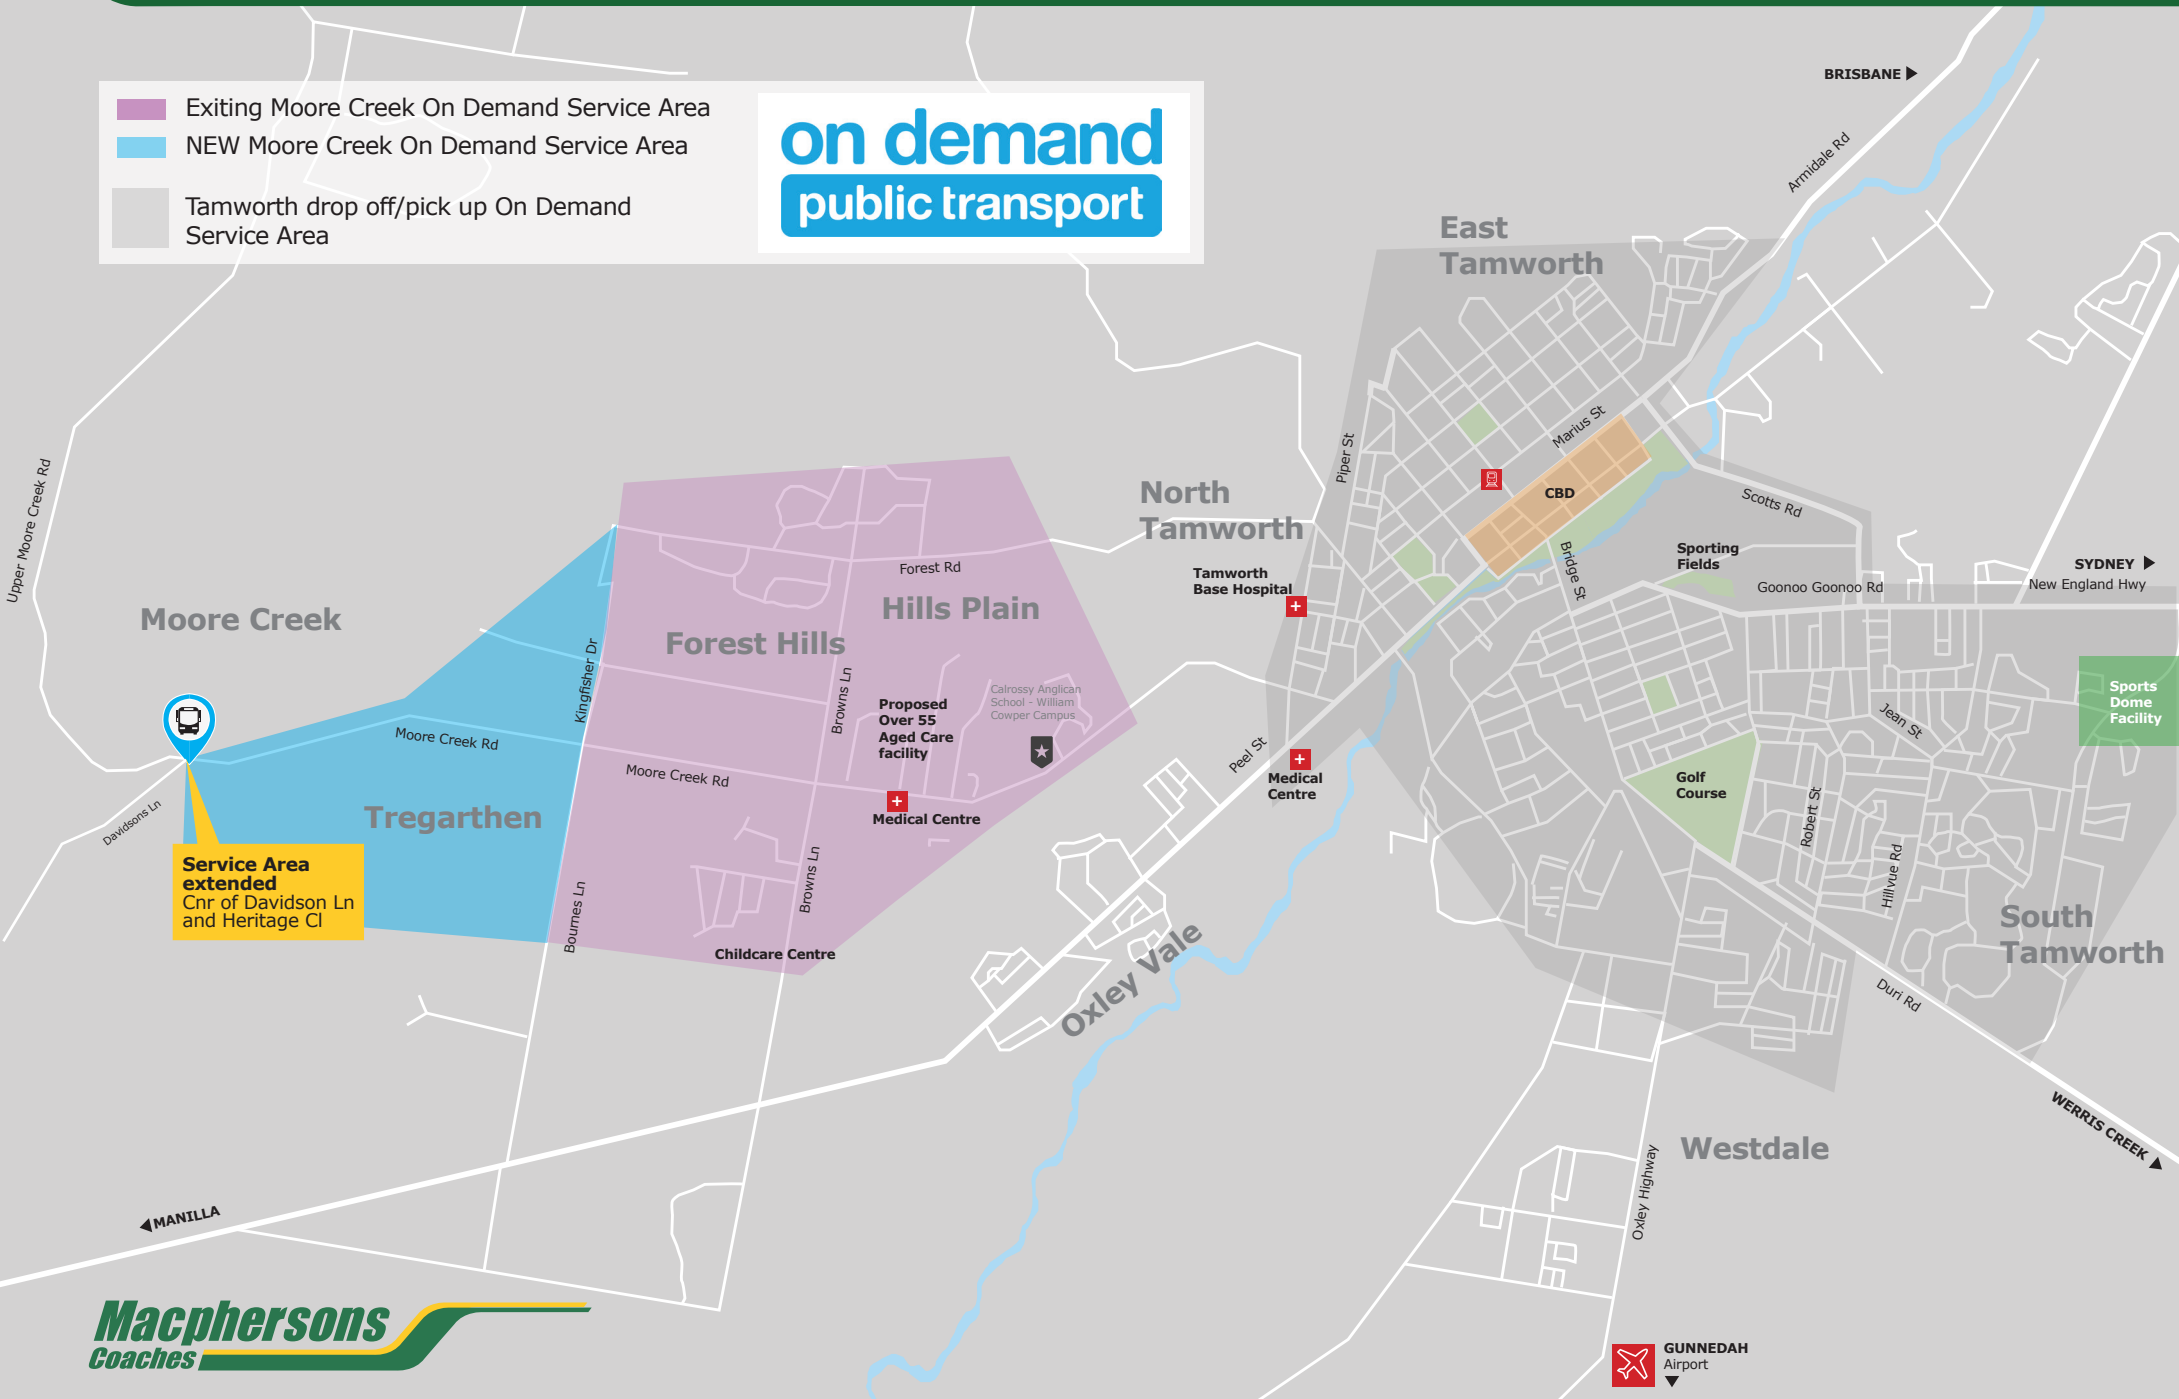 Exiting Moore Creek On Demand Service Area
NEW Moore Creek On Demand Service Area
Tamworth drop off/pick up On Demand
Service Area
on demand
public transport
BRISBANE
Armidale Rd
East
Tamworth
Marius St
Piper St
CBD
North
Tamworth
Scotts Rd
Upper Moore Creek Rd
Forest Rd
Bridge St
Sporting
Fields
SYDNEY
New England Hwy
Goonoo Goonoo Rd
Tamworth
Base Hospital
Moore Creek
Hills Plain
Forest Hills
Kingfisher Dr
Browns Ln
Calrossy Anglican
School - William
Cowper Campus
Proposed
Over 55
Aged Care
facility
Sports
Dome
Facility
Jean St
Moore Creek Rd
Moore Creek Rd
Peel St
Medical
Centre
Golf
Course
Robert St
Hillvue Rd
Davidsons Ln
Tregarthen
Medical Centre
Service Area
extended
Cnr of Davidson Ln
and Heritage Cl
Bournes Ln
Browns Ln
Childcare Centre
Oxley Vale
South
Tamworth
Duri Rd
WERRIS CREEK
Westdale
Oxley Highway
MANILLA
Macphersons
Coaches
GUNNEDAH
Airport